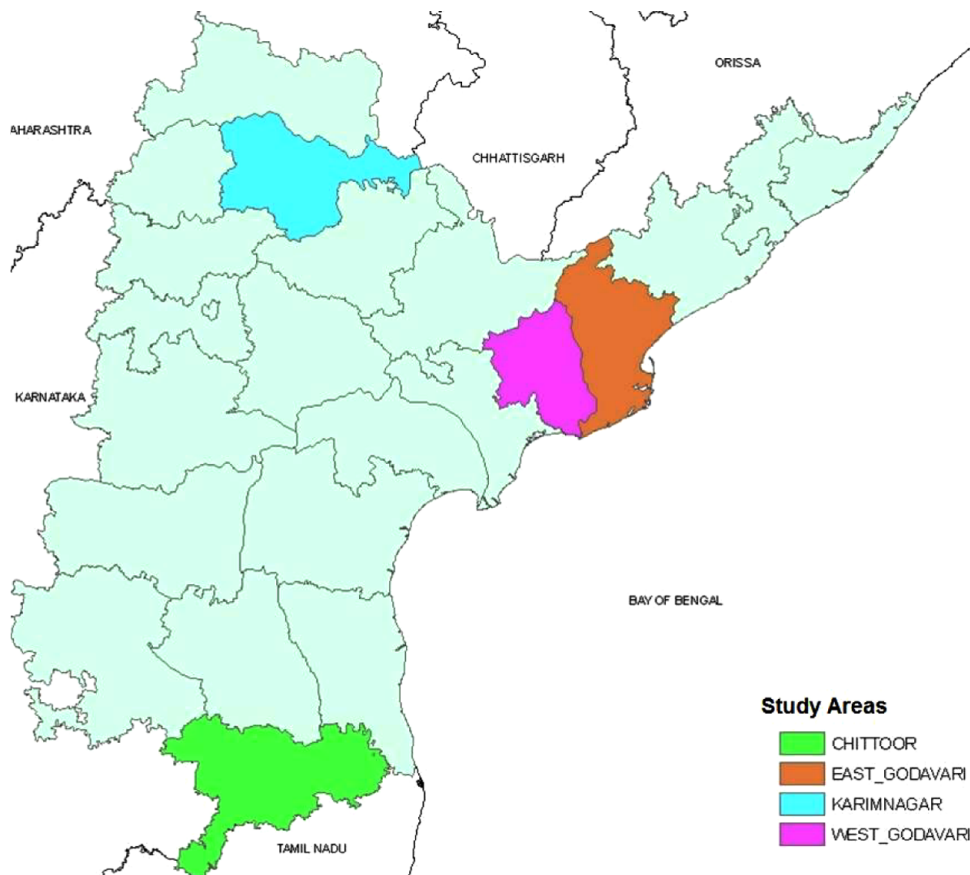 ORISSA
AHARASHTRA
CHHATTISGARH
KARNATAKA
BAY OF BENGAL
Study Areas
CHITTOOR
EAST_GODAVARI
KARIMNAGAR
WEST_GODAVARI
TAMIL NADU